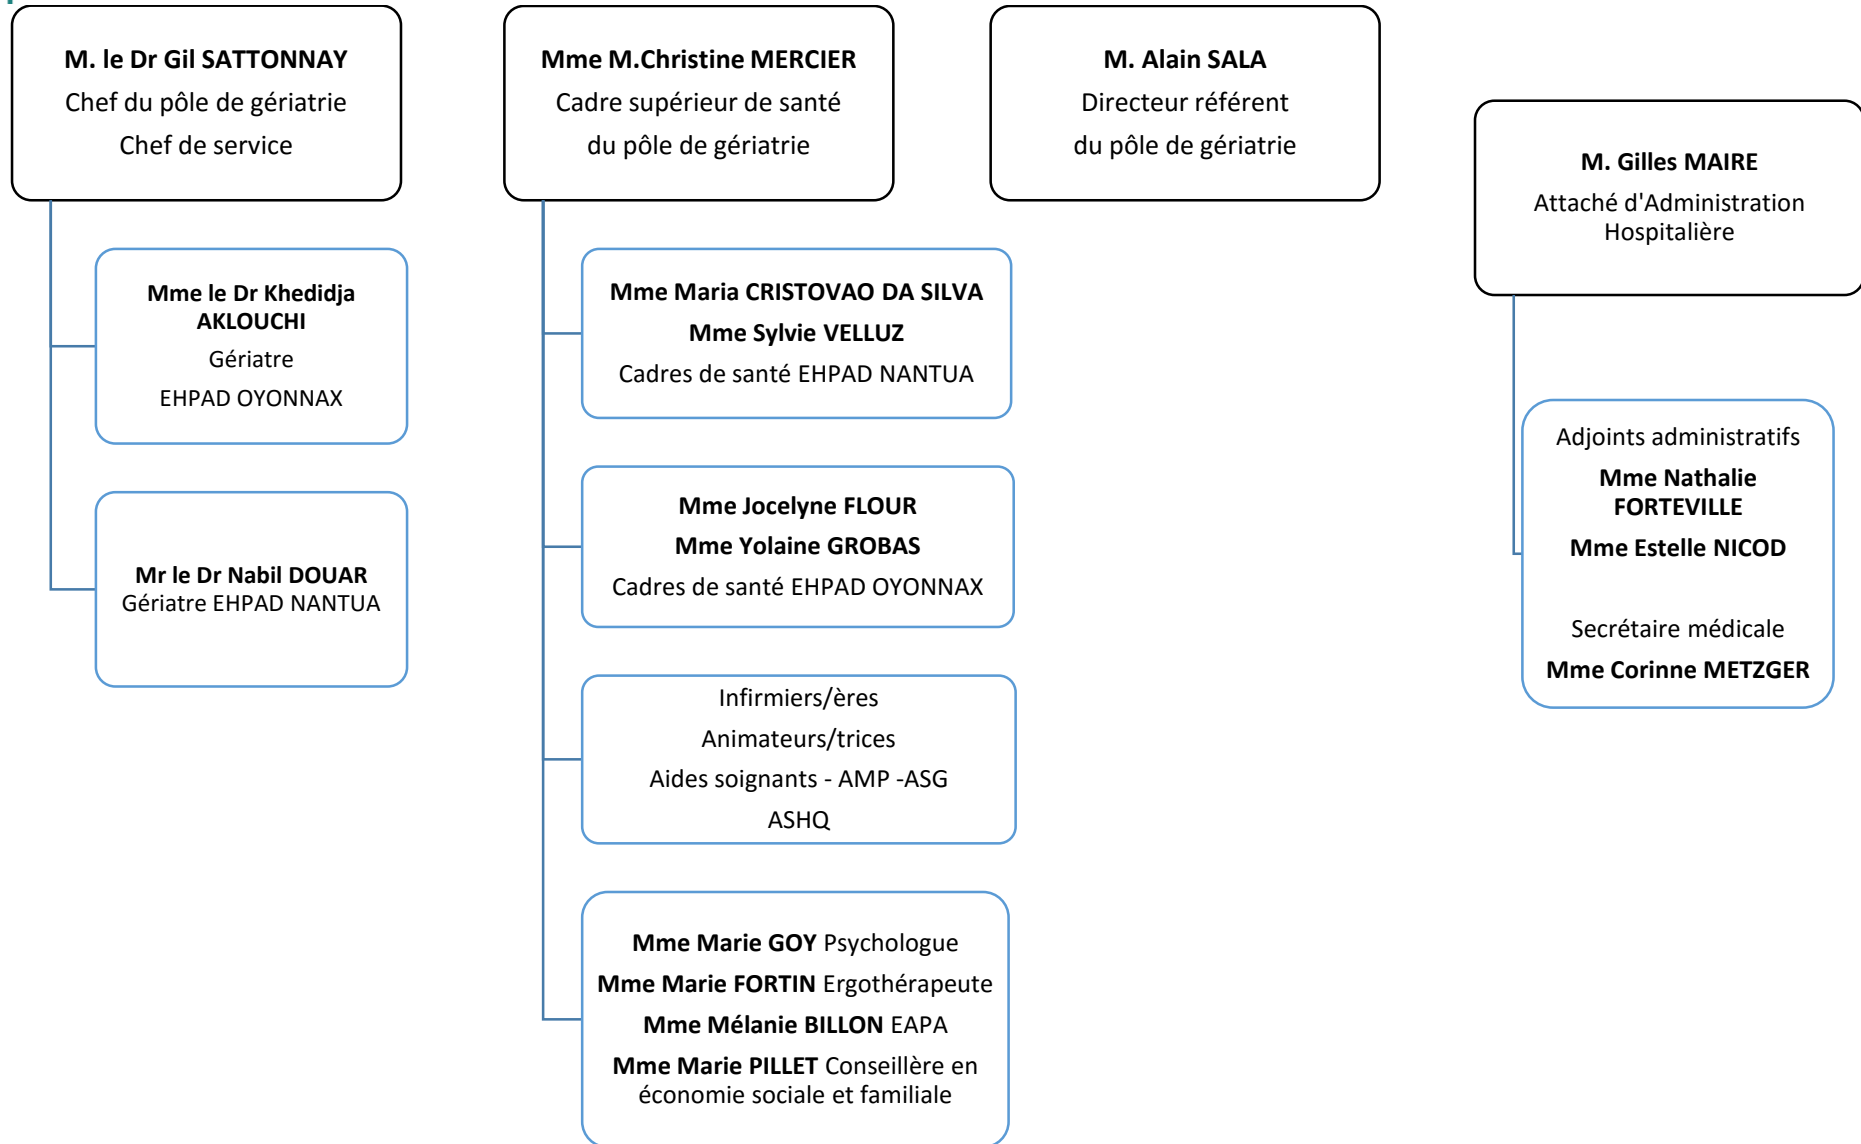 M. le Dr Gil SATTONNAY
Chef du pôle de gériatrie
Chef de service
Mme le Dr Khedidja
AKLOUCHI
Gériatre
EHPAD OYONNAX
Mr le Dr Nabil DOUAR
Gériatre EHPAD NANTUA
Mme M.Christine MERCIER
Cadre supérieur de santé
du pôle de gériatrie
Mme Maria CRISTOVAO DA SILVA
Mme Sylvie VELLUZ
Cadres de santé EHPAD NANTUA
Mme Jocelyne FLOUR
Mme Yolaine GROBAS
Cadres de santé EHPAD OYONNAX
Infirmiers/ères
Animateurs/trices
Aides soignants - AMP -ASG
ASHQ
Mme Marie GOY Psychologue
Mme Marie FORTIN Ergothérapeute
Mme Mélanie BILLON EAPA
Mme Marie PILLET Conseillère en
économie sociale et familiale
M. Alain SALA
Directeur référent
du pôle de gériatrie
M. Gilles MAIRE
Attaché d'Administration
Hospitalière
Adjoints administratifs
Mme Nathalie
FORTEVILLE
Mme Estelle NICOD
Secrétaire médicale
Mme Corinne METZGER